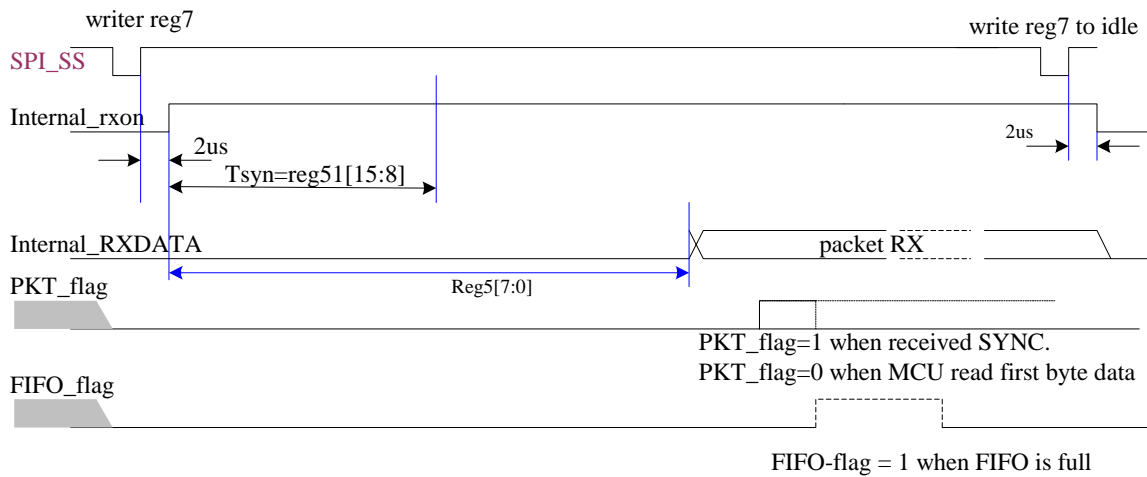 writer reg7
write reg7 to idle
SPI_SS
Internal_rxon
2us
2us
Tsyn=reg51[15:8]
Internal_RXDATA
packet RX
Reg5[7:0]
PKT_flag
PKT_flag=1 when received SYNC.
PKT_flag=0 when MCU read first byte data
FIFO_flag
FIFO-flag = 1 when FIFO is full